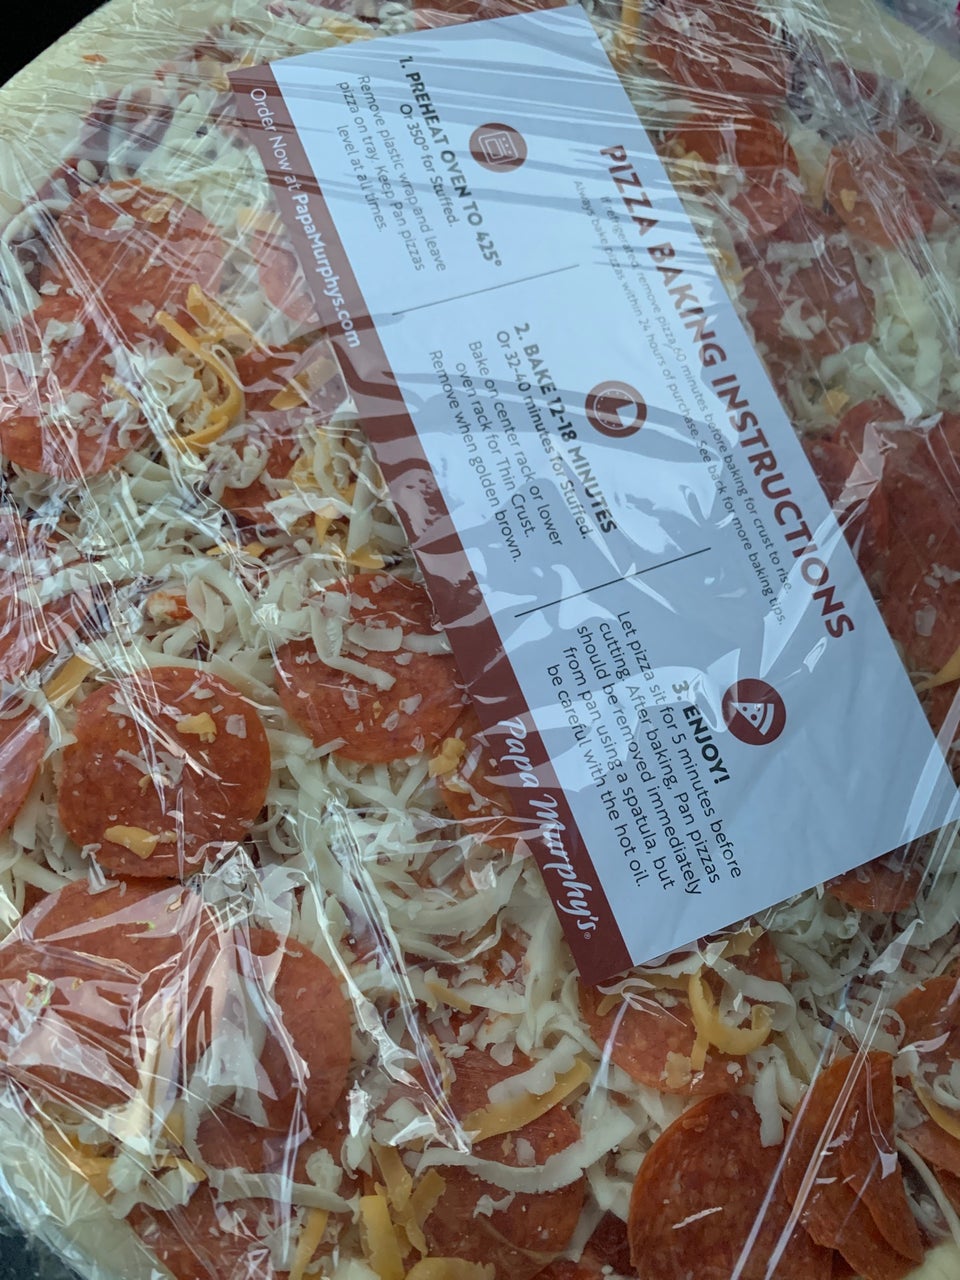 PIZZA BAKING INSTRUCTIONS
If refrigerated, remove pizza 60 minutes before baking for crust to rise.
Always bake pizzas within 24 hours of purchase. See back for more baking tips.
1. PREHEAT OVEN TO 425°
Or 350° for Stuffed.
Remove plastic wrap and leave
pizza on tray. Keep Pan pizzas
level at all times.
2. BAKE 12-18 MINUTES
Or 32-40 minutes for Stuffed.
Bake on center rack or lower
oven rack for Thin Crust.
Remove when golden brown.
3. ENJOY!
Let pizza sit for 5 minutes before
cutting. After baking, Pan pizzas
should be removed immediately
from pan using a spatula, but
be careful with the hot oil.
Order Now at PapaMurphys.com
Papa Murphy's®